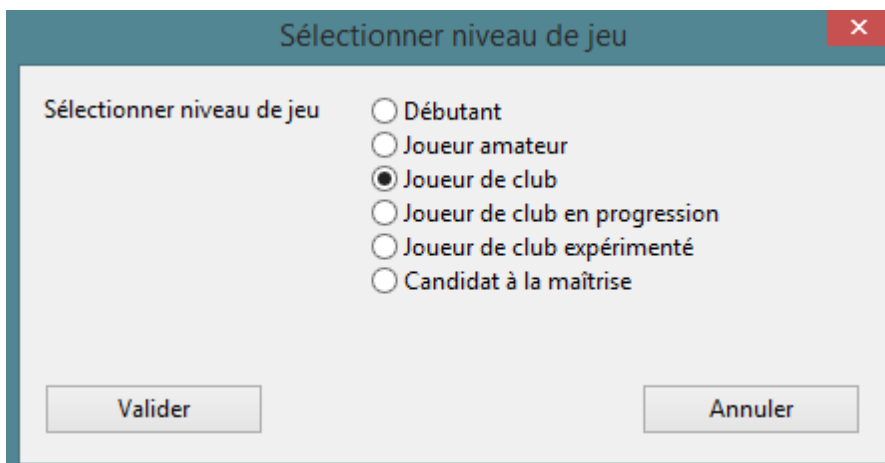 Sélectionner niveau de jeu
Sélectionner niveau de jeu
Débutant
Joueur amateur
Joueur de club
Joueur de club en progression
Joueur de club expérimenté
Candidat à la maîtrise
Valider
Annuler